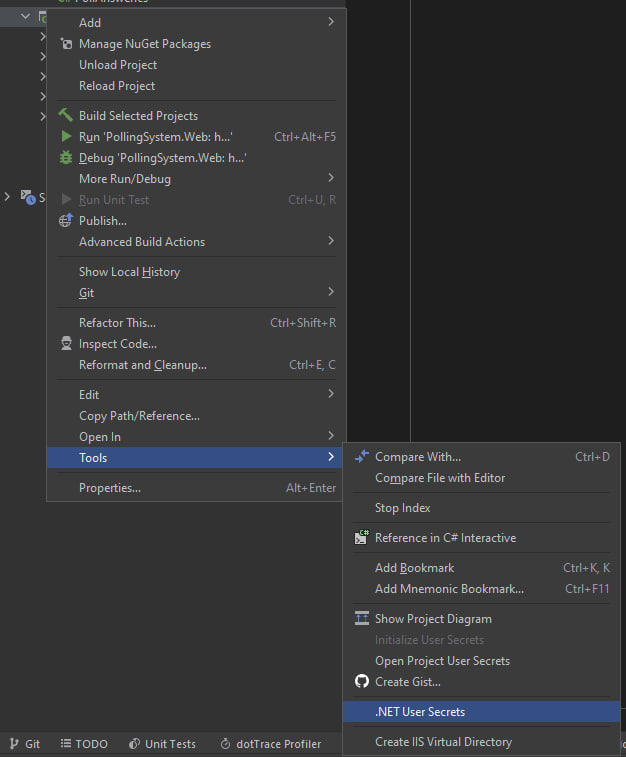 Add
Manage NuGet Packages
Unload Project
Reload Project
Build Selected Projects
Run 'PollingSystem.Web: h...' Ctrl+Alt+F5
Debug 'PollingSystem.Web: h...'
More Run/Debug
S
Run Unit Test Ctrl+U, R
Publish...
Advanced Build Actions
Show Local History
Git
Refactor This... Ctrl+Shift+R
Inspect Code...
Reformat and Cleanup... Ctrl+E, C
Edit
Copy Path/Reference...
Open In
Tools
Properties... Alt+Enter
Compare With... Ctrl+D
Compare File with Editor
Stop Index
Reference in C# Interactive
Add Bookmark Ctrl+K, K
Add Mnemonic Bookmark... Ctrl+F11
Show Project Diagram
Initialize User Secrets
Open Project User Secrets
Create Gist...
.NET User Secrets
Create IIS Virtual Directory
Git TODO Unit Tests dotTrace Profiler